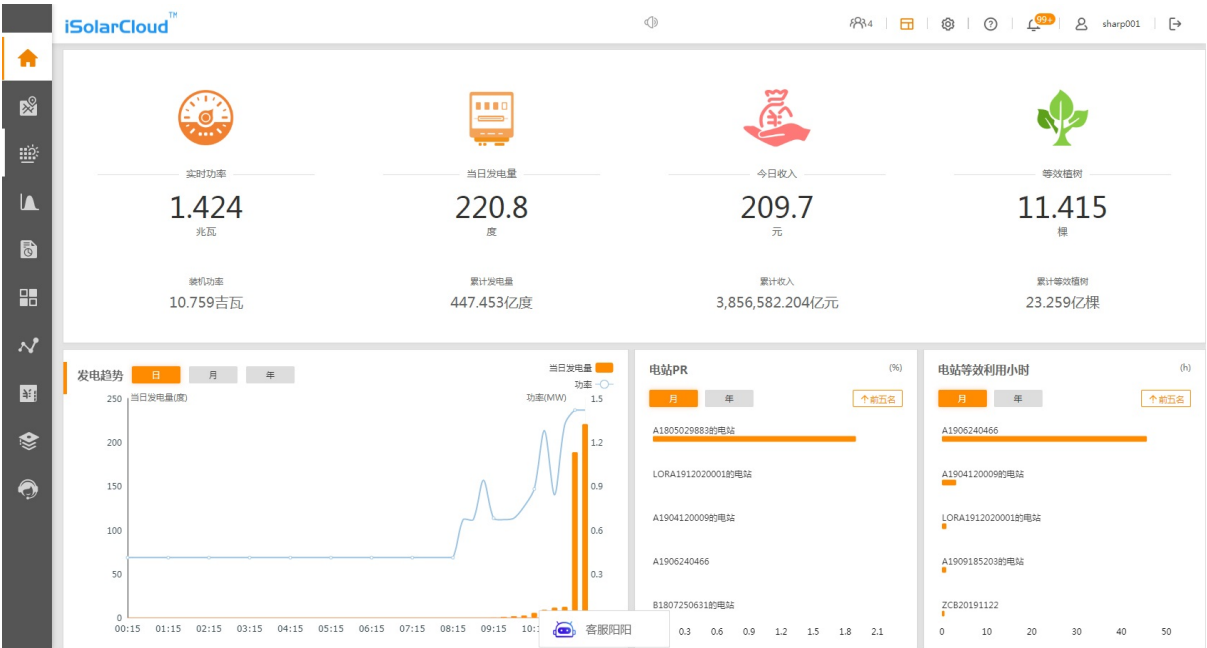 iSolarCloud™
4
99+
sharp001
实时功率
1.424
兆瓦
装机功率
10.759吉瓦
当日发电量
220.8
度
累计发电量
447.453亿度
今日收入
209.7
元
累计收入
3,856,582.204亿元
等效植树
11.415
棵
累计等效植树
23.259亿棵
发电趋势 日 月 年
当日发电量
功率
当日发电量(度)
功率(MW)
250 1.5
200 1.2
150 0.9
100 0.6
50 0.3
0
00:15 01:15 02:15 03:15 04:15 05:15 06:15 07:15 08:15 09:15
客服阳阳
电站PR (%)
月 年 个前五名
A1805029883的电站
LORA1912020001的电站
A1904120009的电站
A1906240466
B1807250631的电站
0.3 0.6 0.9 1.2 1.5 1.8 2.1
电站等效利用小时 (h)
月 年 个前五名
A1906240466
A1904120009的电站
LORA1912020001的电站
A1909185203的电站
ZCB20191122
0 10 20 30 40 50